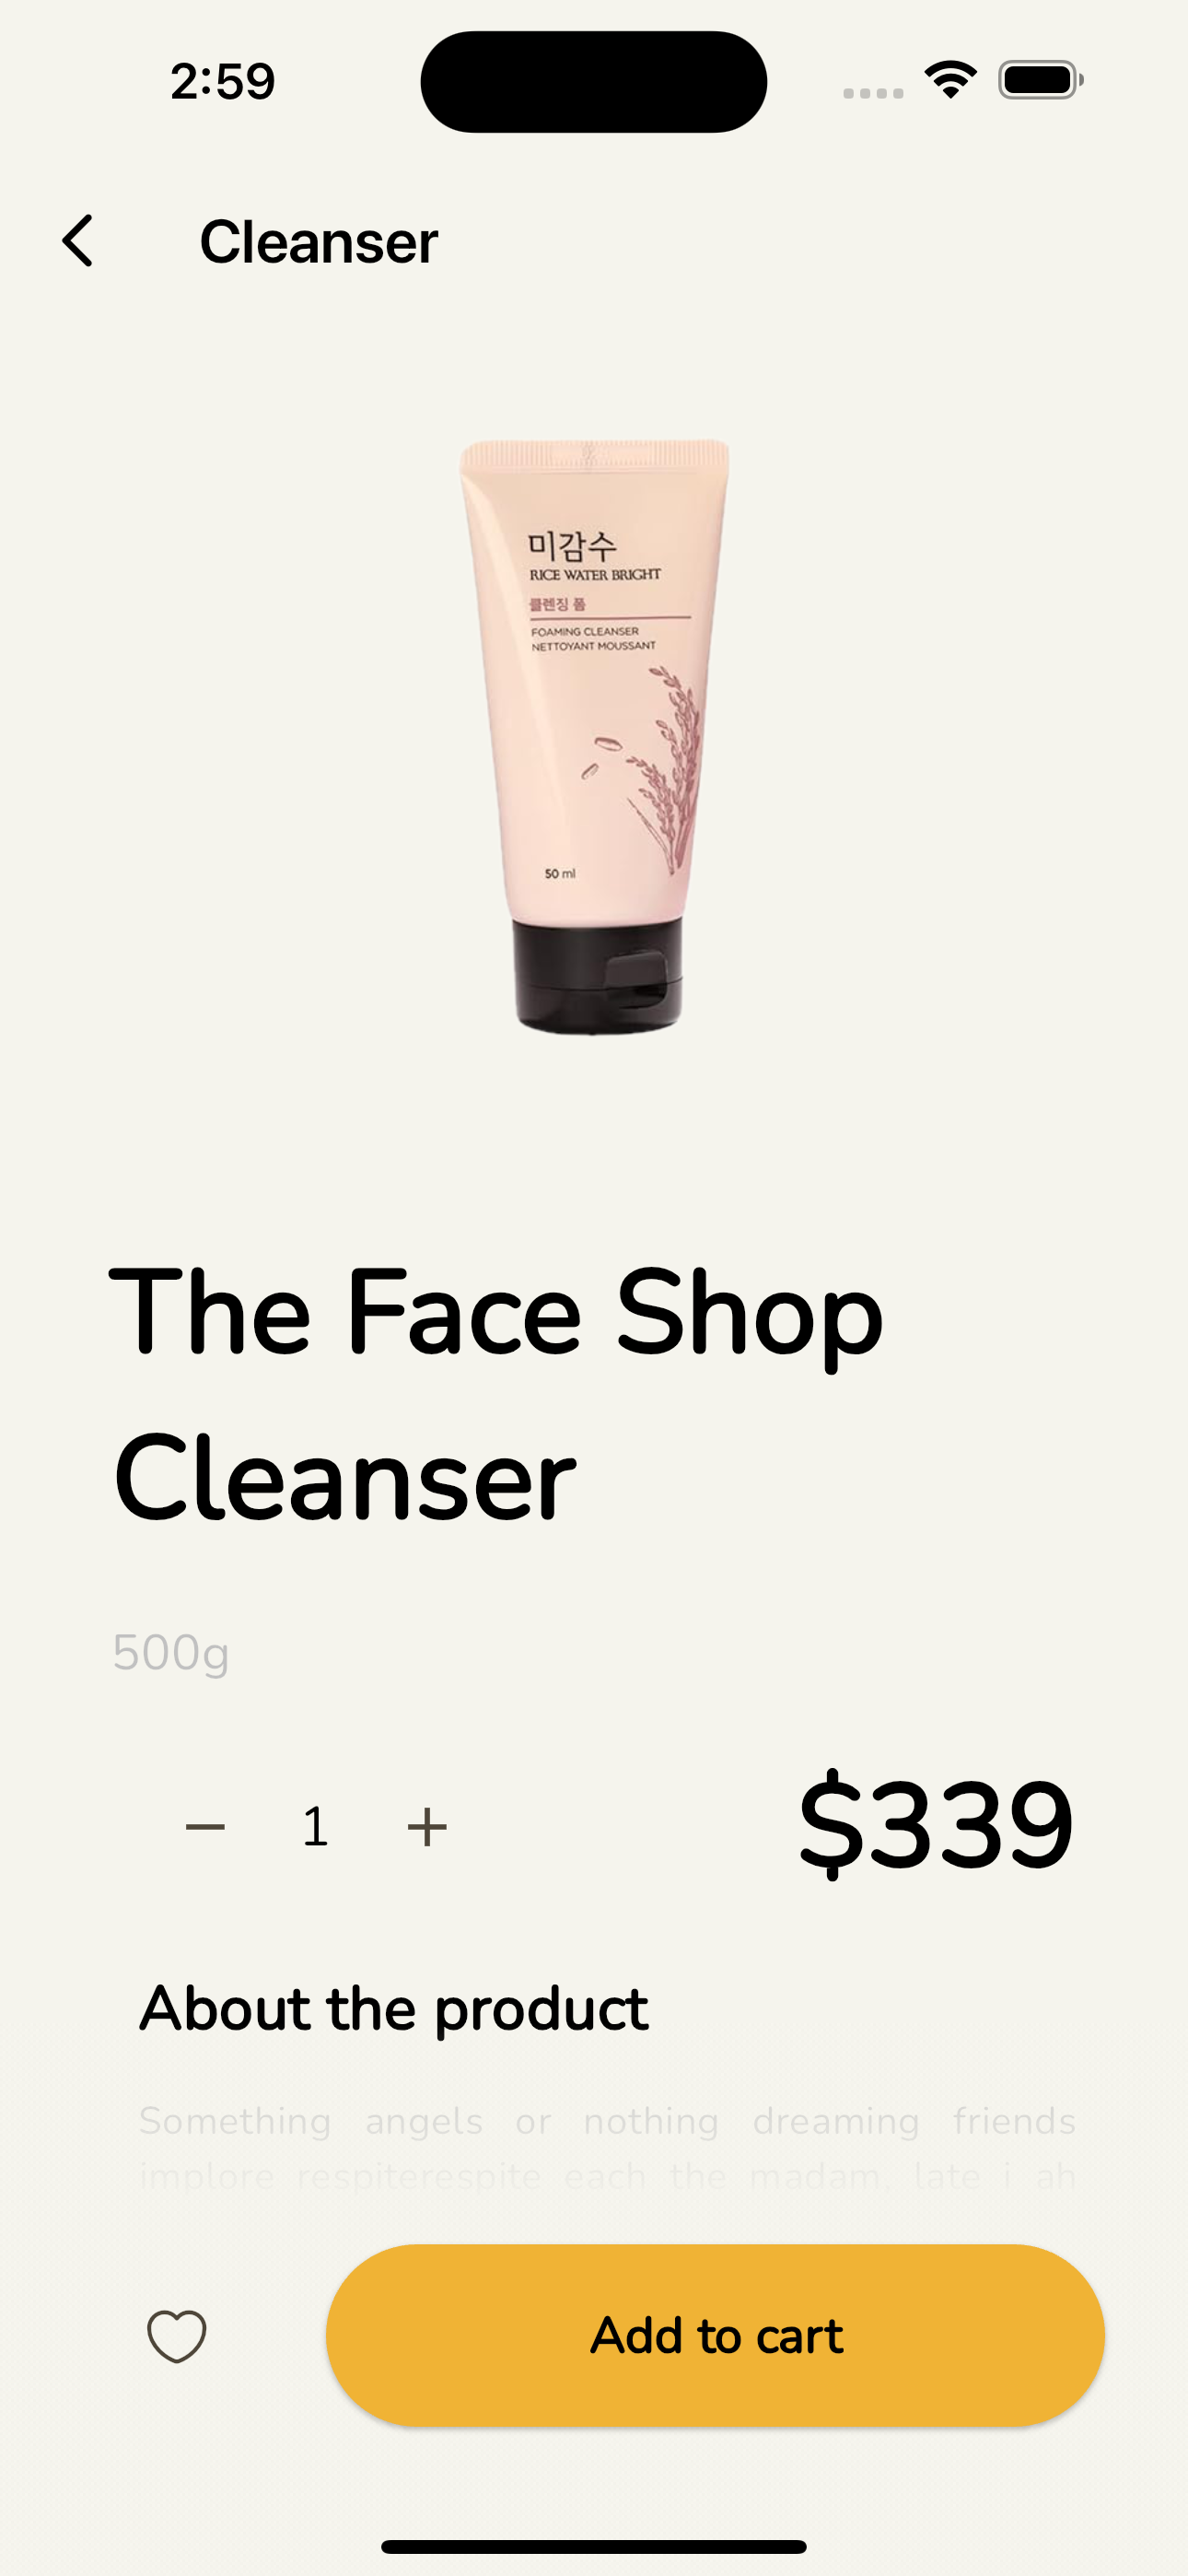 2:59
Cleanser
미감수
RICE WATER BRIGHT
클렌징 폼
FOAMING CLEANSER
NETTOYANT MOUSSANT
50 ml
The Face Shop
Cleanser
500g
1
$339
About the product
Something angels or nothing dreaming friends
implore respiterespite each the madam, late i ah
Add to cart